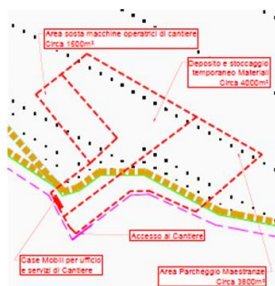 Area sosta macchine operatrici di cantiere
Circa 1600m²
Deposito e stoccaggio
temporaneo Materiali
Circa 4000m²
Accesso al Cantiere
Case Mobili per ufficio
e servizi di Cantiere
Area Parcheggio Maestranze
Circa 3800m²